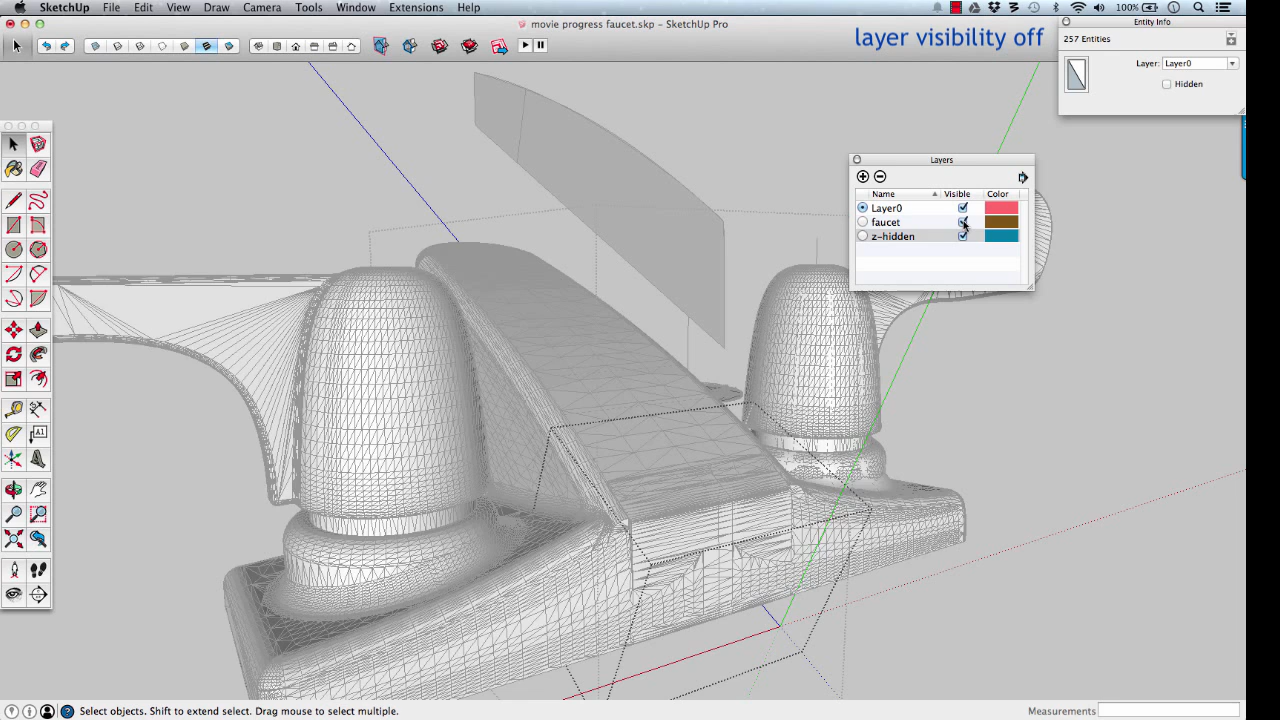 SketchUp File Edit View Draw Camera Tools Window Extensions Help 100%
movie progress faucet.skp - SketchUp Pro
layer visibility off
Entity Info
257 Entities
Layer: Layer0
Hidden
Layers
Name Visible Color
Layer0
faucet
z-hidden
A1
Select objects. Shift to extend select. Drag mouse to select multiple.
Measurements